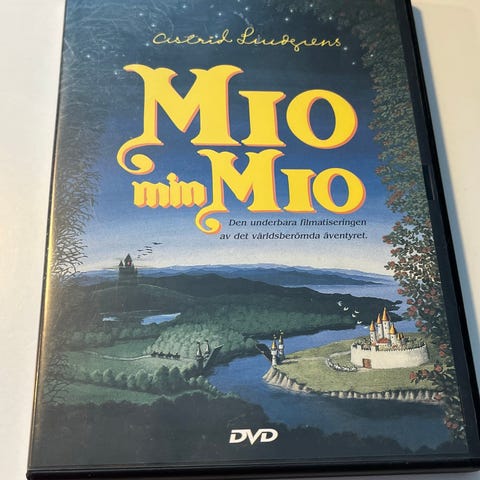 Astrid Lindgrens
MIO
min MIO
Den underbara filmatiseringen
av det världsberömda äventyret.
DVD